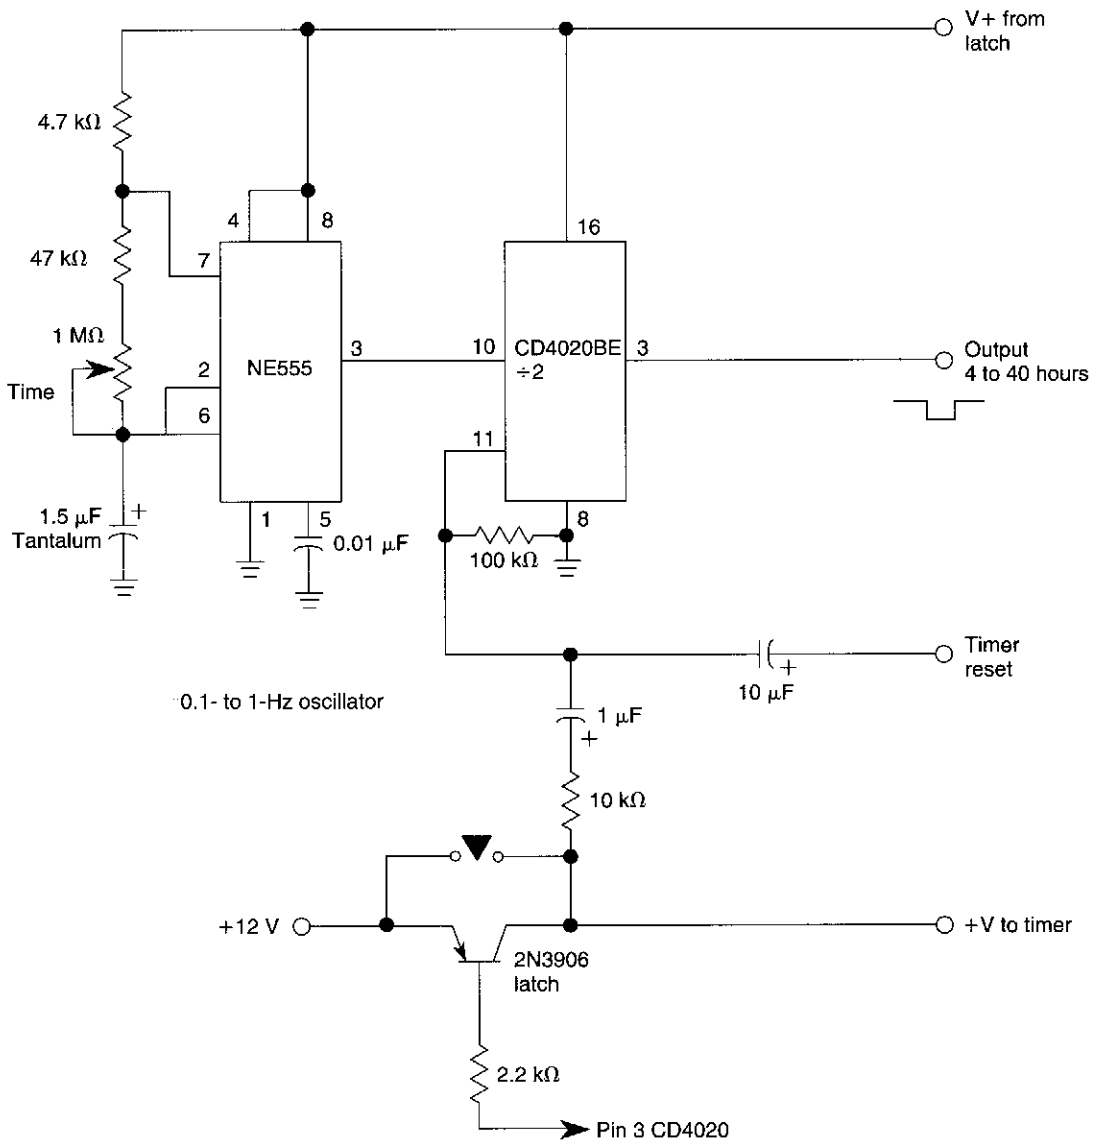 V+ from
latch
4.7 kΩ
4
8
16
47 kΩ
7
1 MΩ
NE555
3
10
CD4020BE
÷2
3
Output
4 to 40 hours
Time
2
6
11
1.5 μF
Tantalum
+
1
5
0.01 μF
8
100 kΩ
Timer
reset
+
10 μF
0.1- to 1-Hz oscillator
1 μF
+
10 kΩ
+12 V
+V to timer
2N3906
latch
2.2 kΩ
Pin 3 CD4020